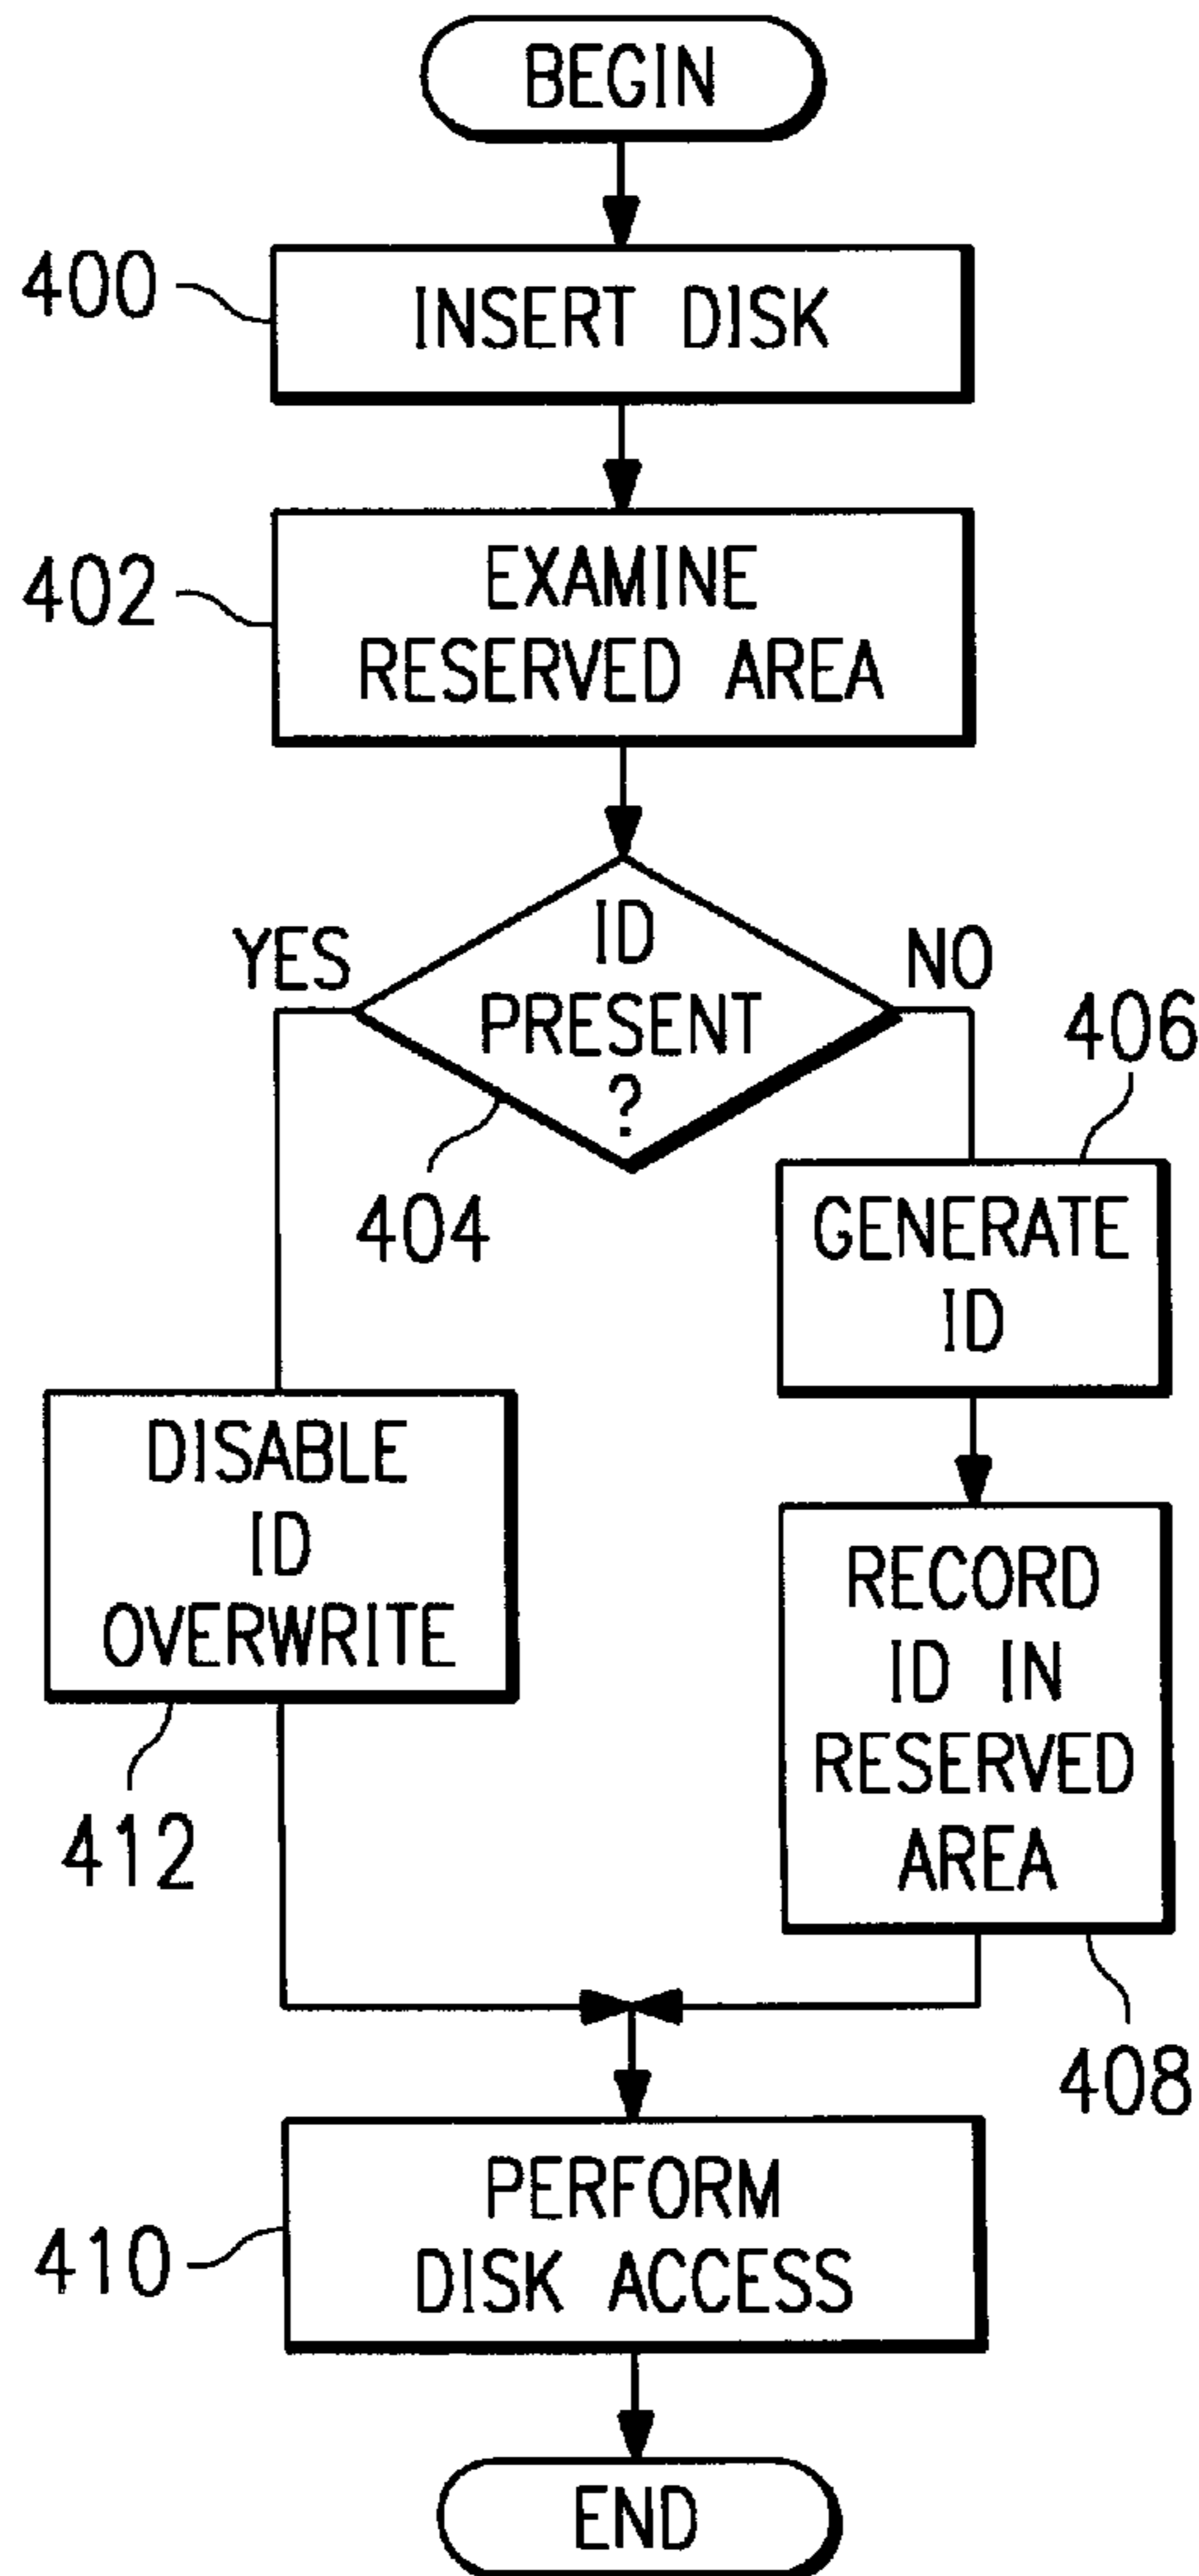 BEGIN
400
INSERT DISK
402
EXAMINE
RESERVED AREA
YES
ID
PRESENT
?
NO
404
406
GENERATE
ID
DISABLE
ID
OVERWRITE
412
RECORD
ID IN
RESERVED
AREA
408
410
PERFORM
DISK ACCESS
END